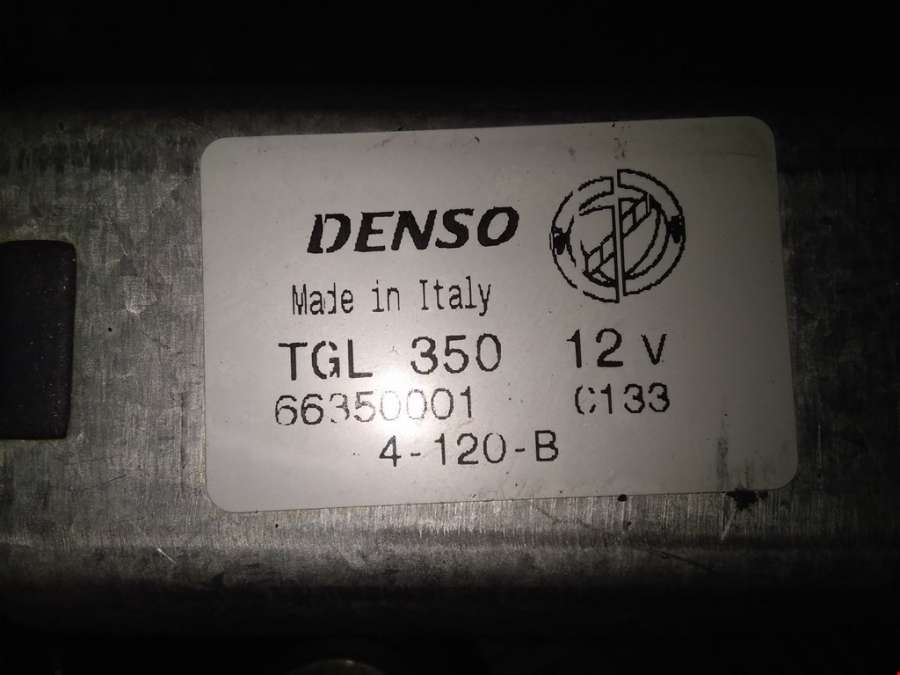 DENSO
Made in Italy
TGL 350 12 V
66350001 C133
4-120-B